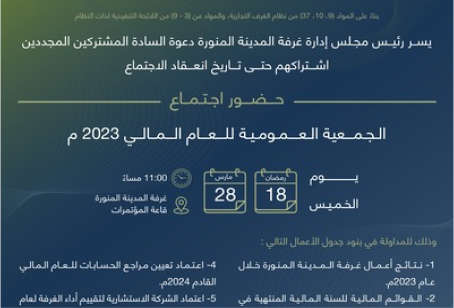 بناءً على المواد (9، 10، 37) من نظام الغرف التجارية، والمواد من (3 - 9) من اللائحة التنفيذية لذات النظام
يسر رئيس مجلس إدارة غرفة المدينة المنورة دعوة السادة المشتركين المجددين
اشتراكهم حتى تاريخ انعقاد الاجتماع
حضور اجتماع
الجمعية العمومية للعام المالي 2023 م
يوم
الخميس
رمضان
18
مارس
28
11:00 مساءً
غرفة المدينة المنورة
قاعة المؤتمرات
وذلك للمداولة في بنود جدول الأعمال التالي :
1- نتائج أعمال غرفة المدينة المنورة خلال
عام 2023م.
2- القوائم المالية للسنة المالية المنتهية في
4- اعتماد تعيين مراجع الحسابات للعام المالي
القادم 2024م.
5- اعتماد الشركة الاستشارية لتقييم أداء الغرفة لعام